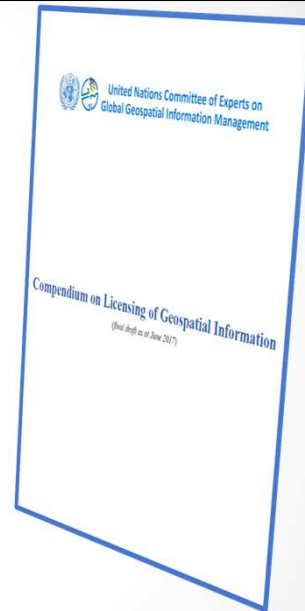 United Nations Committee of Experts on
Global Geospatial Information Management
Compendium on Licensing of Geospatial Information
(final draft as at June 2017)